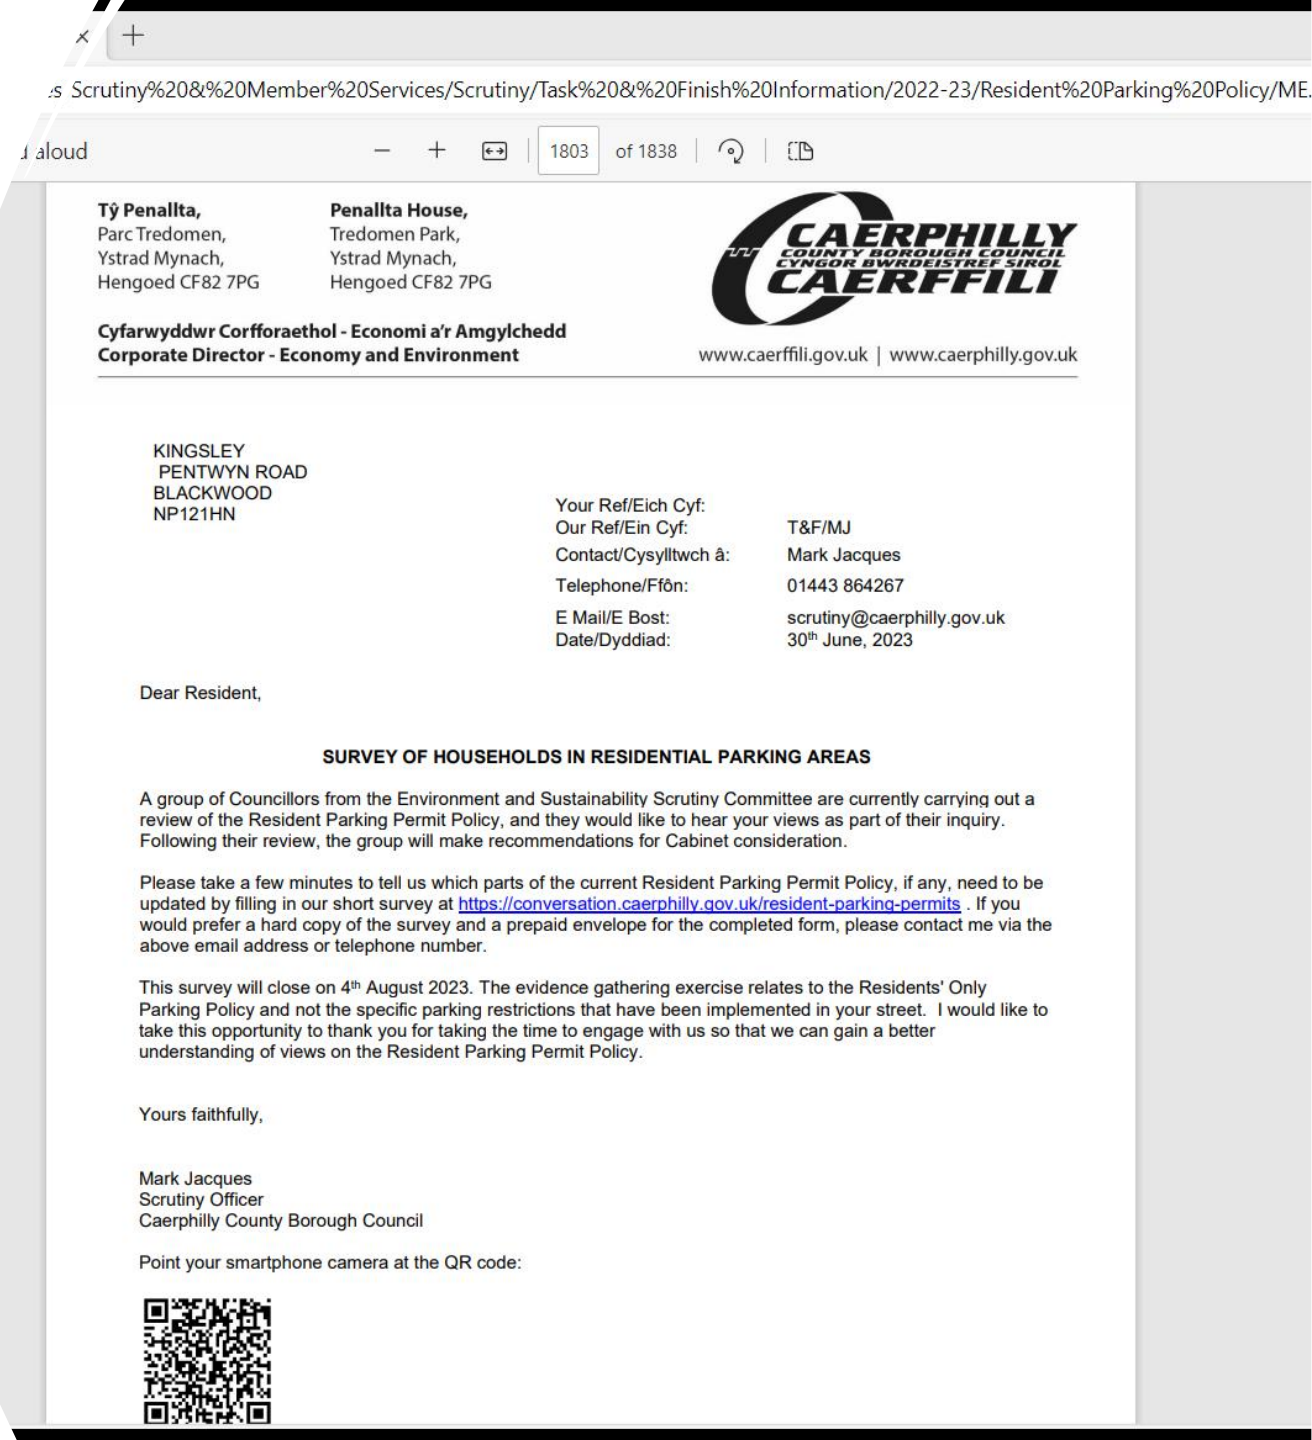 es Scrutiny%20&%20Member%20Services/Scrutiny/Task%20&%20Finish%20Information/2022-23/Resident%20Parking%20Policy/ME.
aloud
1803 of 1838
Tŷ Penallta,
Parc Tredomen,
Ystrad Mynach,
Hengoed CF82 7PG
Penallta House,
Tredomen Park,
Ystrad Mynach,
Hengoed CF82 7PG
CAERPHILLY
COUNTY BOROUGH COUNCIL
CYNGOR BWRDEISTREF SIROL
CAERFFILI
Cyfarwyddwr Corfforaethol - Economi a'r Amgylchedd
Corporate Director - Economy and Environment
www.caerffili.gov.uk | www.caerphilly.gov.uk
KINGSLEY
PENTWYN ROAD
BLACKWOOD
NP121HN
Your Ref/Eich Cyf:
Our Ref/Ein Cyf: T&F/MJ
Contact/Cysylltwch â: Mark Jacques
Telephone/Ffôn: 01443 864267
E Mail/E Bost: scrutiny@caerphilly.gov.uk
Date/Dyddiad: 30th June, 2023
Dear Resident,
SURVEY OF HOUSEHOLDS IN RESIDENTIAL PARKING AREAS
A group of Councillors from the Environment and Sustainability Scrutiny Committee are currently carrying out a
review of the Resident Parking Permit Policy, and they would like to hear your views as part of their inquiry.
Following their review, the group will make recommendations for Cabinet consideration.
Please take a few minutes to tell us which parts of the current Resident Parking Permit Policy, if any, need to be
updated by filling in our short survey at https://conversation.caerphilly.gov.uk/resident-parking-permits . If you
would prefer a hard copy of the survey and a prepaid envelope for the completed form, please contact me via the
above email address or telephone number.
This survey will close on 4th August 2023. The evidence gathering exercise relates to the Residents' Only
Parking Policy and not the specific parking restrictions that have been implemented in your street. I would like to
take this opportunity to thank you for taking the time to engage with us so that we can gain a better
understanding of views on the Resident Parking Permit Policy.
Yours faithfully,
Mark Jacques
Scrutiny Officer
Caerphilly County Borough Council
Point your smartphone camera at the QR code: